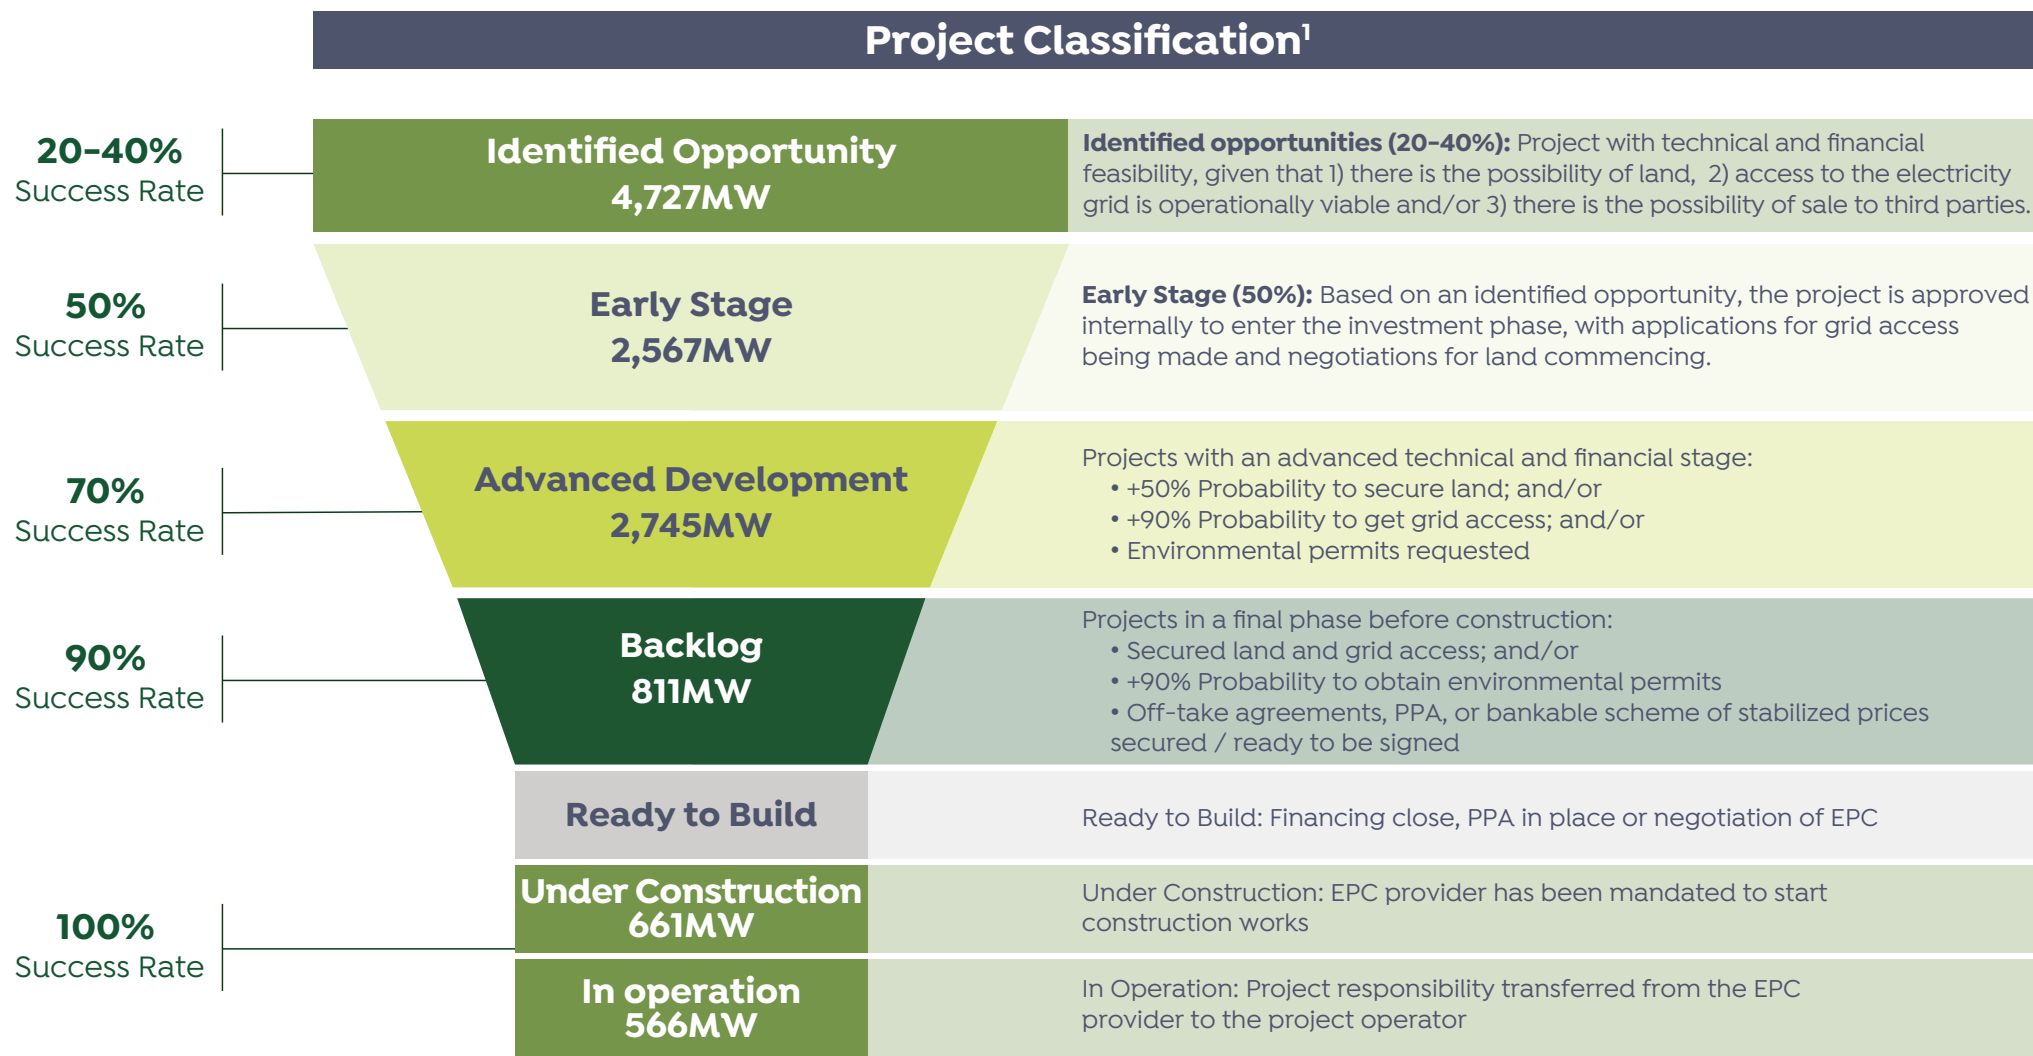 Project Classification¹
20-40%
Success Rate
Identified Opportunity
4,727MW
Identified opportunities (20-40%): Project with technical and financial
feasibility, given that 1) there is the possibility of land, 2) access to the electricity
grid is operationally viable and/or 3) there is the possibility of sale to third parties.
50%
Success Rate
Early Stage
2,567MW
Early Stage (50%): Based on an identified opportunity, the project is approved
internally to enter the investment phase, with applications for grid access
being made and negotiations for land commencing.
70%
Success Rate
Advanced Development
2,745MW
Projects with an advanced technical and financial stage:
• +50% Probability to secure land; and/or
• +90% Probability to get grid access; and/or
• Environmental permits requested
90%
Success Rate
Backlog
811MW
Projects in a final phase before construction:
• Secured land and grid access; and/or
• +90% Probability to obtain environmental permits
• Off-take agreements, PPA, or bankable scheme of stabilized prices
secured / ready to be signed
Ready to Build
Ready to Build: Financing close, PPA in place or negotiation of EPC
100%
Success Rate
Under Construction
661MW
Under Construction: EPC provider has been mandated to start
construction works
In operation
566MW
In Operation: Project responsibility transferred from the EPC
provider to the project operator